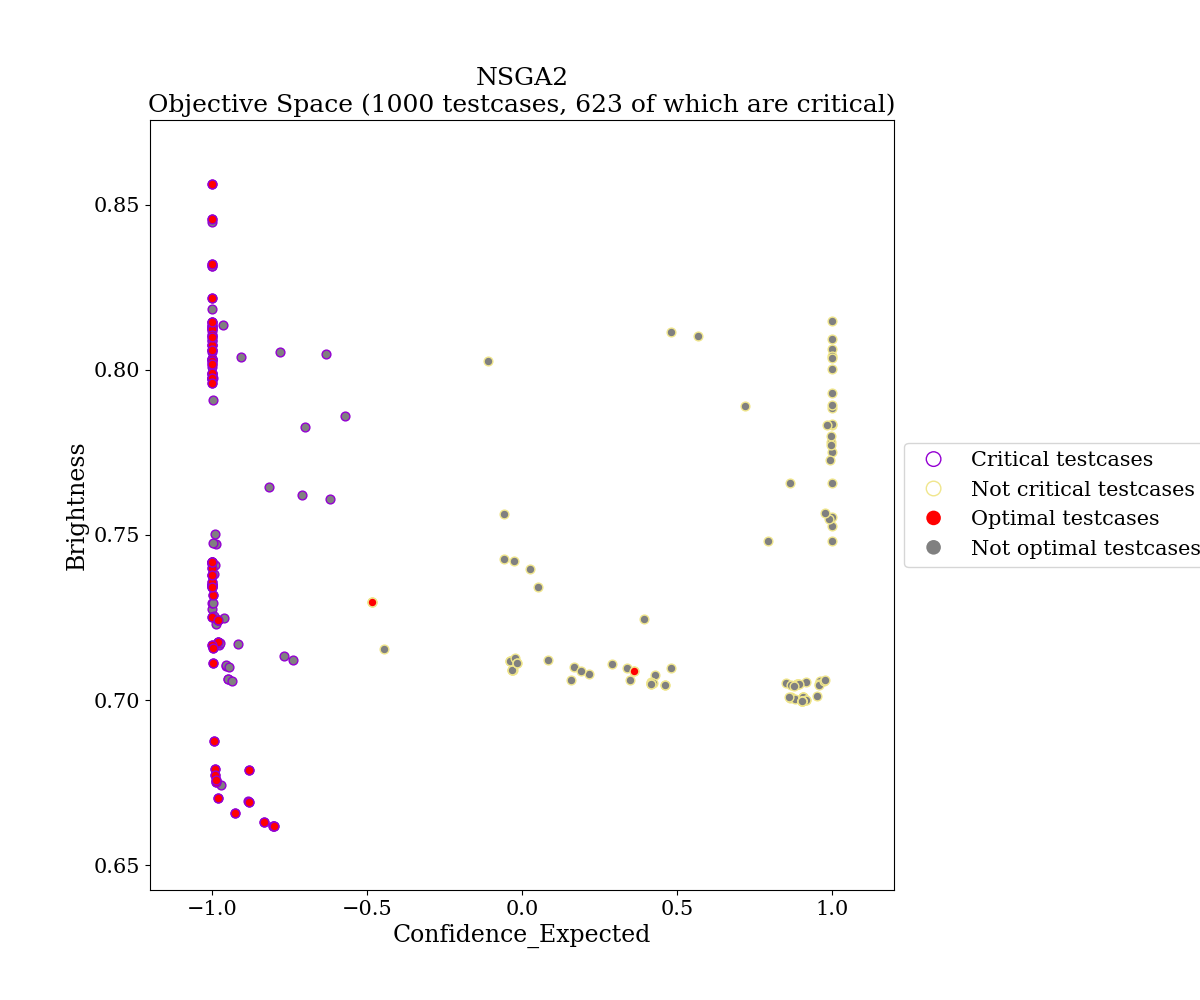 NSGA2
Objective Space (1000 testcases, 623 of which are critical)
0.85
0.80
0.75
0.70
0.65
Brightness
−1.0 −0.5 0.0 0.5 1.0
Confidence_Expected
Critical testcases
Not critical testcases
Optimal testcases
Not optimal testcases